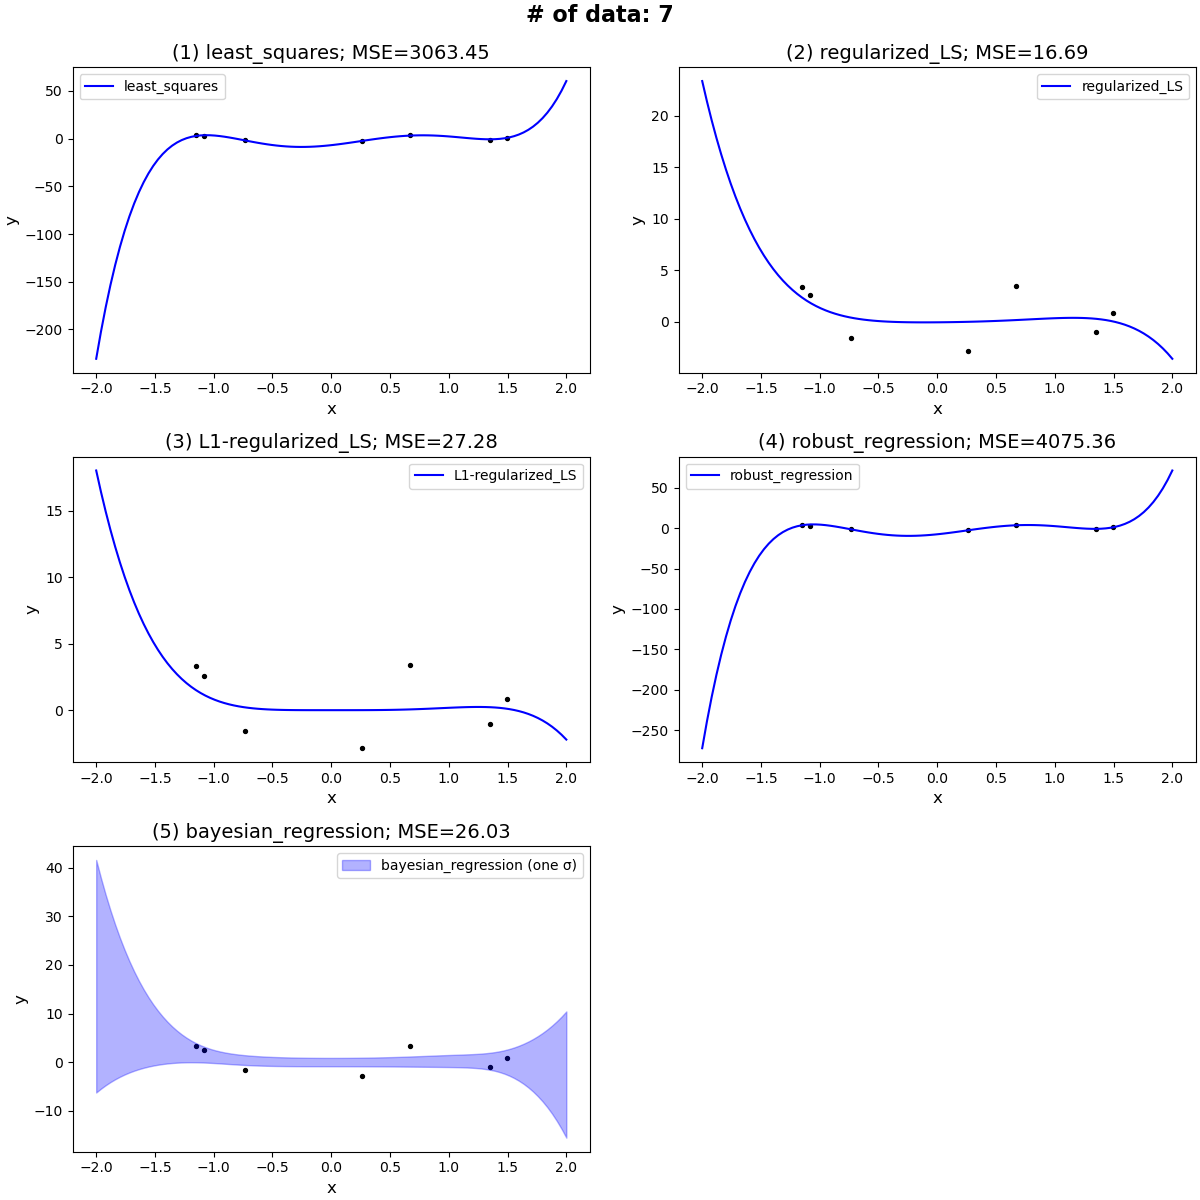 # of data: 7
(1) least_squares; MSE=3063.45
least_squares
50
0
−50
−100
−150
−200
y
−2.0 −1.5 −1.0 −0.5 0.0 0.5 1.0 1.5 2.0
x
(2) regularized_LS; MSE=16.69
regularized_LS
20
15
10
5
0
y
−2.0 −1.5 −1.0 −0.5 0.0 0.5 1.0 1.5 2.0
x
(3) L1-regularized_LS; MSE=27.28
L1-regularized_LS
15
10
5
0
y
−2.0 −1.5 −1.0 −0.5 0.0 0.5 1.0 1.5 2.0
x
(4) robust_regression; MSE=4075.36
robust_regression
50
0
−50
−100
−150
−200
−250
y
−2.0 −1.5 −1.0 −0.5 0.0 0.5 1.0 1.5 2.0
x
(5) bayesian_regression; MSE=26.03
bayesian_regression (one σ)
40
30
20
10
0
−10
y
−2.0 −1.5 −1.0 −0.5 0.0 0.5 1.0 1.5 2.0
x